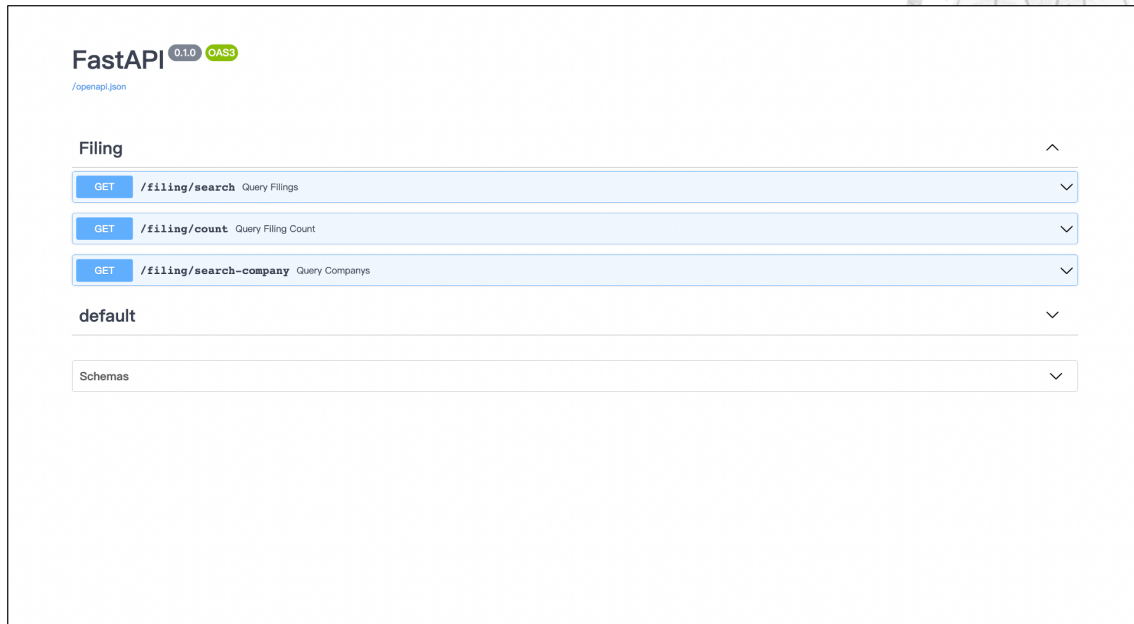 FastAPI 0.1.0 OAS3
/openapi.json
Filing
GET /filing/search Query Filings
GET /filing/count Query Filing Count
GET /filing/search-company Query Companys
default
Schemas